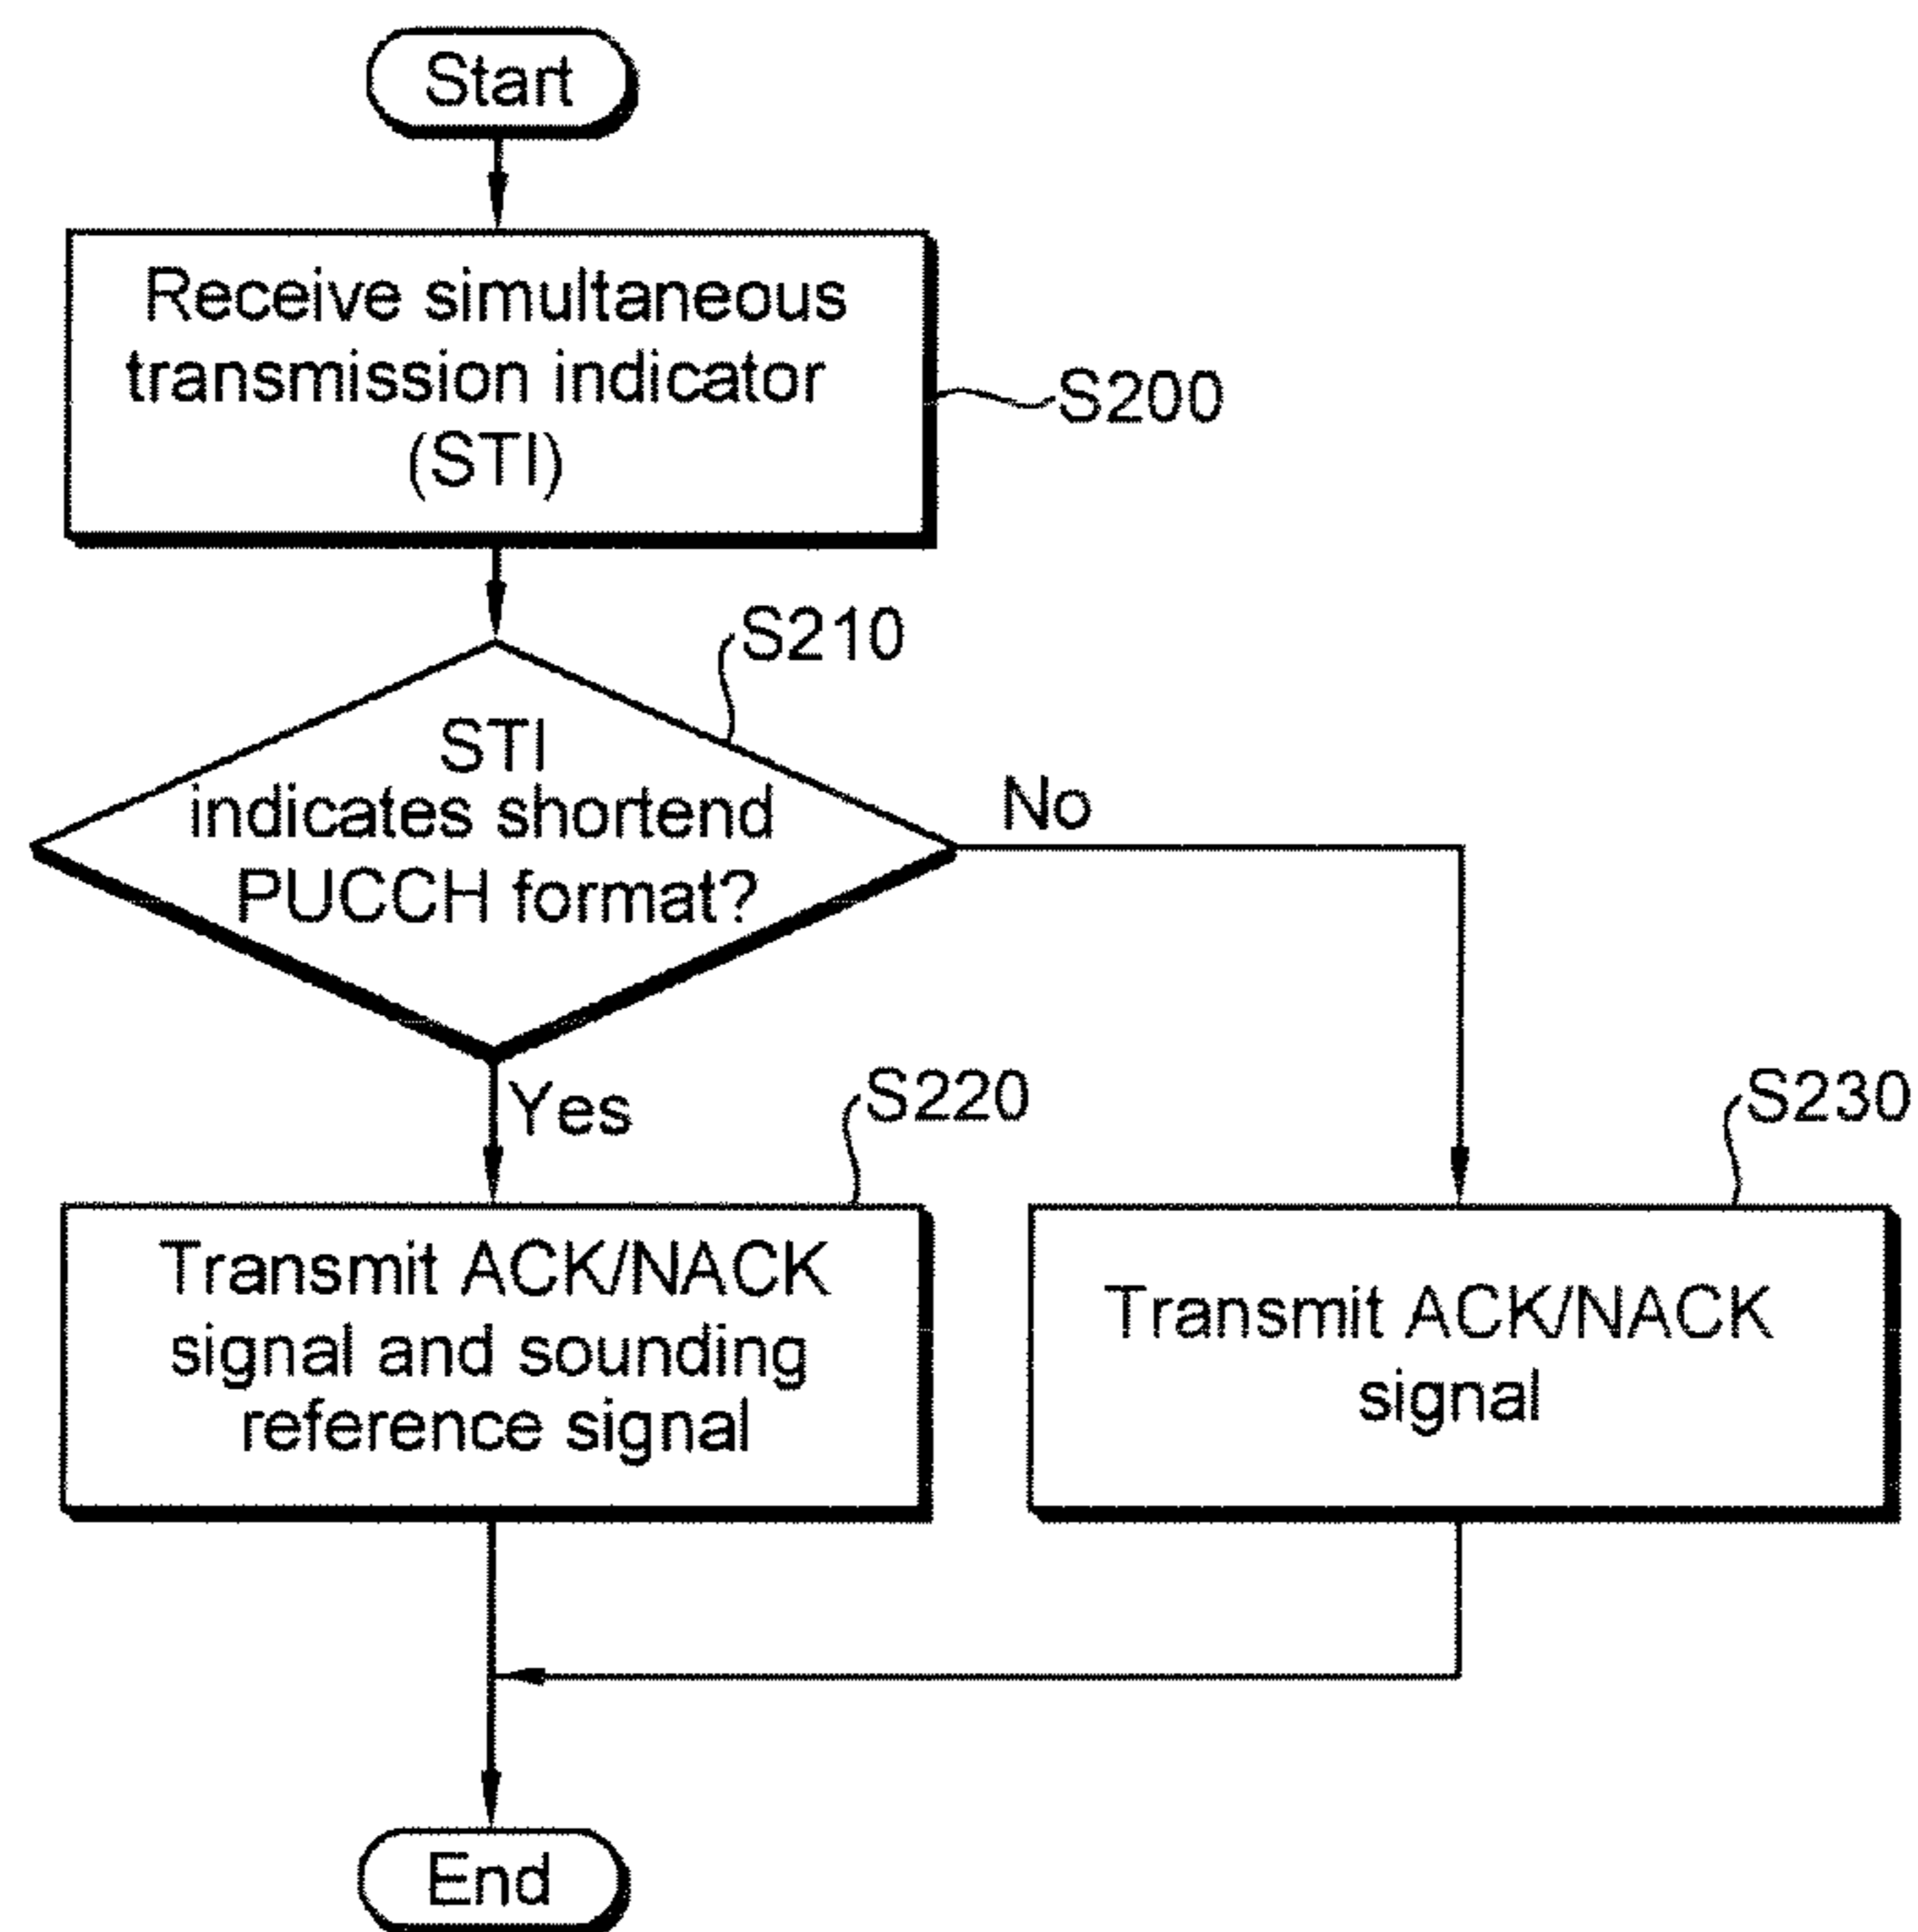 Start
Receive simultaneous
transmission indicator
(STI)
S200
S210
STI
indicates shortend
PUCCH format?
No
Yes
S220
S230
Transmit ACK/NACK
signal and sounding
reference signal
Transmit ACK/NACK
signal
End